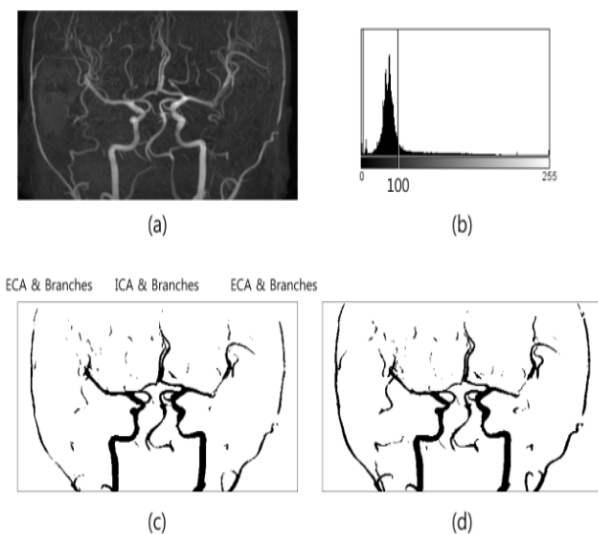 0
100
255
(a)
(b)
ECA & Branches
ICA & Branches
ECA & Branches
(c)
(d)